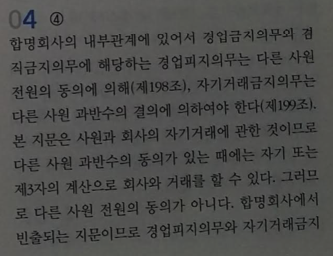 04 ④
합명회사의 내부관계에 있어서 경업금지의무와 겸
직금지의무에 해당하는 경업피지의무는 다른 사원
전원의 동의에 의해(제198조), 자기거래금지의무는
다른 사원 과반수의 결의에 의하여야 한다(제199조).
본 지문은 사원과 회사의 자기거래에 관한 것이므로
다른 사원 과반수의 동의가 있는 때에는 자기 또는
제3자의 계산으로 회사와 거래를 할 수 있다. 그러므
로 다른 사원 전원의 동의가 아니다. 합명회사에서
빈출되는 지문이므로 경업피지의무와 자기거래금지